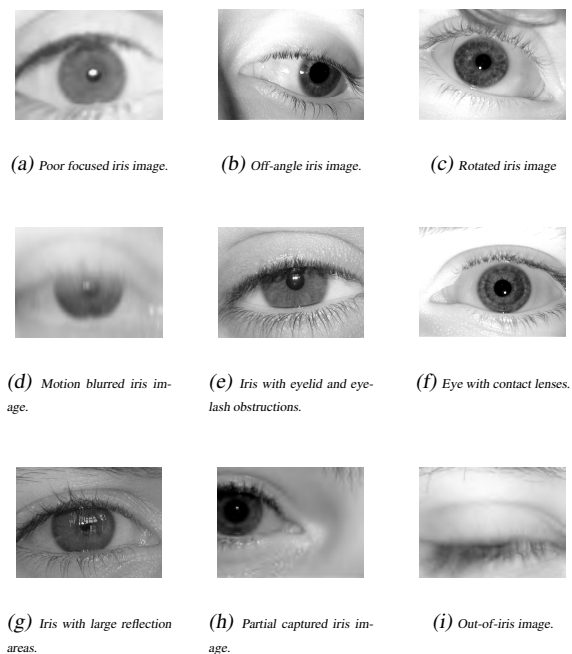 (a) Poor focused iris image.
(b) Off-angle iris image.
(c) Rotated iris image
(d) Motion blurred iris im-
age.
(e) Iris with eyelid and eye-
lash obstructions.
(f) Eye with contact lenses.
(g) Iris with large reflection
areas.
(h) Partial captured iris im-
age.
(i) Out-of-iris image.